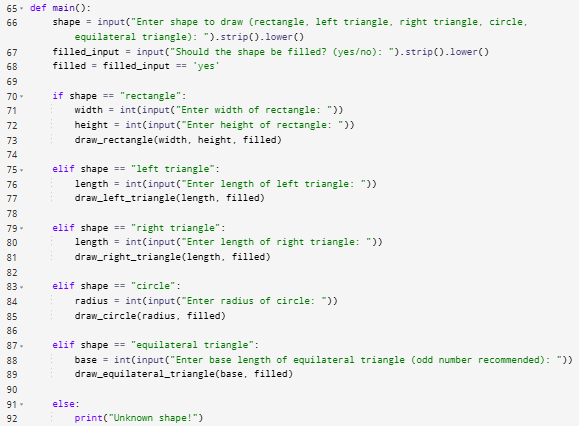 65 def main():
66 shape = input("Enter shape to draw (rectangle, left triangle, right triangle, circle,
equilateral triangle): ").strip().lower()
67 filled_input = input("Should the shape be filled? (yes/no): ").strip().lower()
68 filled = filled_input == 'yes'
69
70 if shape == "rectangle":
71 width = int(input("Enter width of rectangle: "))
72 height = int(input("Enter height of rectangle: "))
73 draw_rectangle(width, height, filled)
74
75 elif shape == "left triangle":
76 length = int(input("Enter length of left triangle: "))
77 draw_left_triangle(length, filled)
78
79 elif shape == "right triangle":
80 length = int(input("Enter length of right triangle: "))
81 draw_right_triangle(length, filled)
82
83 elif shape == "circle":
84 radius = int(input("Enter radius of circle: "))
85 draw_circle(radius, filled)
86
87 elif shape == "equilateral triangle":
88 base = int(input("Enter base length of equilateral triangle (odd number recommended): "))
89 draw_equilateral_triangle(base, filled)
90
91 else:
92 print("Unknown shape!")